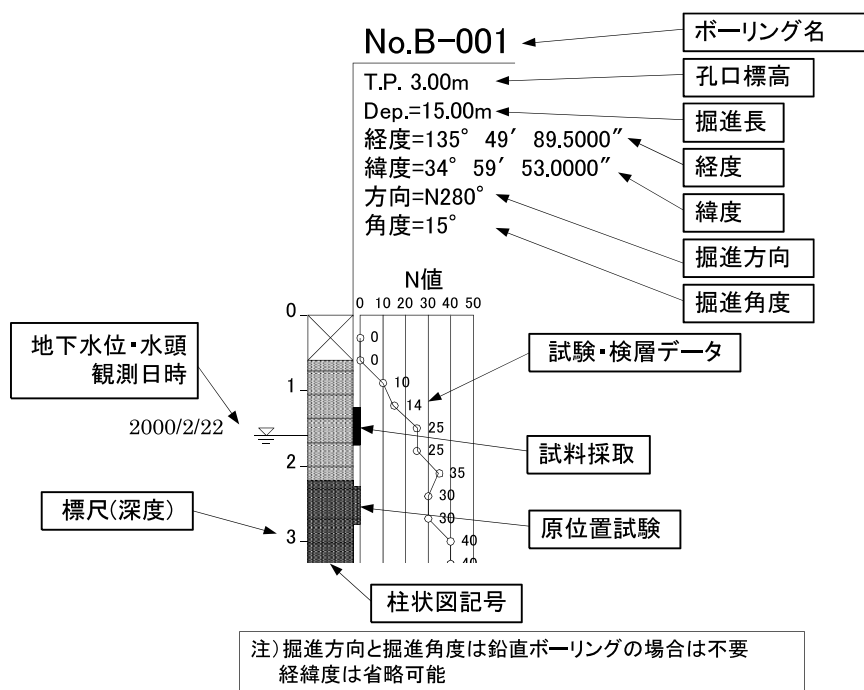 No.B-001
ボーリング名
T.P. 3.00m
孔口標高
Dep.=15.00m
掘進長
経度=135° 49′ 89.5000″
経度
緯度=34° 59′ 53.0000″
緯度
方向=N280°
掘進方向
角度=15°
掘進角度
N値
0 10 20 30 40 50
0
0
0
試験・検層データ
地下水位・水頭
観測日時
1
10
14
2000/2/22
25
25
試料採取
2
35
30
標尺(深度)
30
原位置試験
3
40
40
柱状図記号
注)掘進方向と掘進角度は鉛直ボーリングの場合は不要
経緯度は省略可能